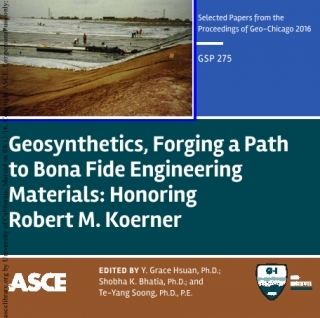 Selected Papers from the
Proceedings of Geo-Chicago 2016
GSP 275
Geosynthetics, Forging a Path
to Bona Fide Engineering
Materials: Honoring
Robert M. Koerner
ASCE
EDITED BY Y. Grace Hsuan, Ph.D.;
Shobha K. Bhatia, Ph.D.; and
Te-Yang Soong, Ph.D., P.E.
G-I